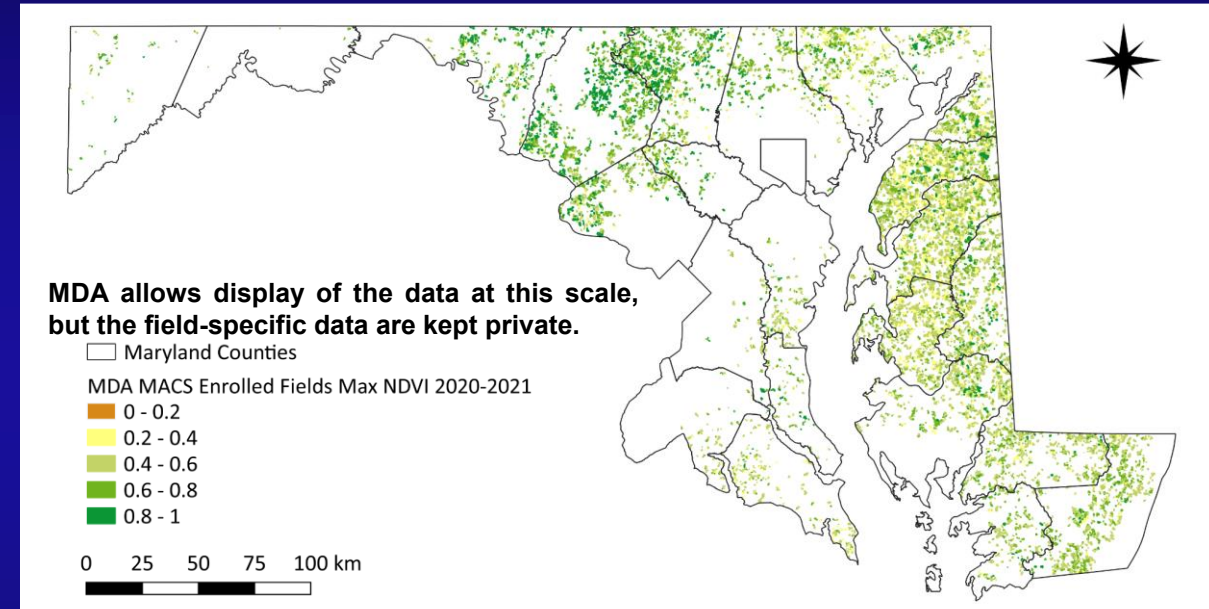 MDA allows display of the data at this scale,
but the field-specific data are kept private.
Maryland Counties
MDA MACS Enrolled Fields Max NDVI 2020-2021
0 - 0.2
0.2 - 0.4
0.4 - 0.6
0.6 - 0.8
0.8 - 1
0 25 50 75 100 km